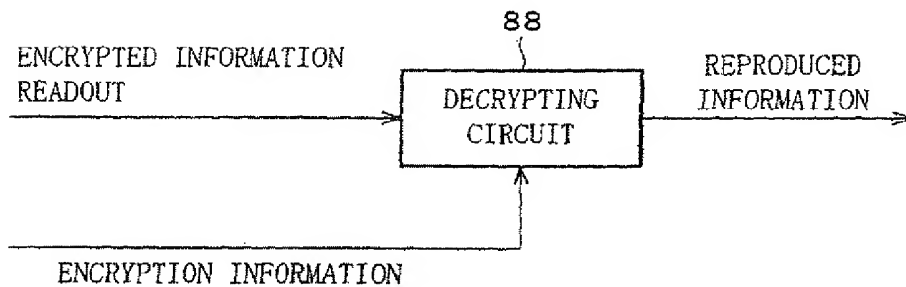 88
ENCRYPTED INFORMATION
READOUT
DECRYPTING
CIRCUIT
REPRODUCED
INFORMATION
ENCRYPTION INFORMATION